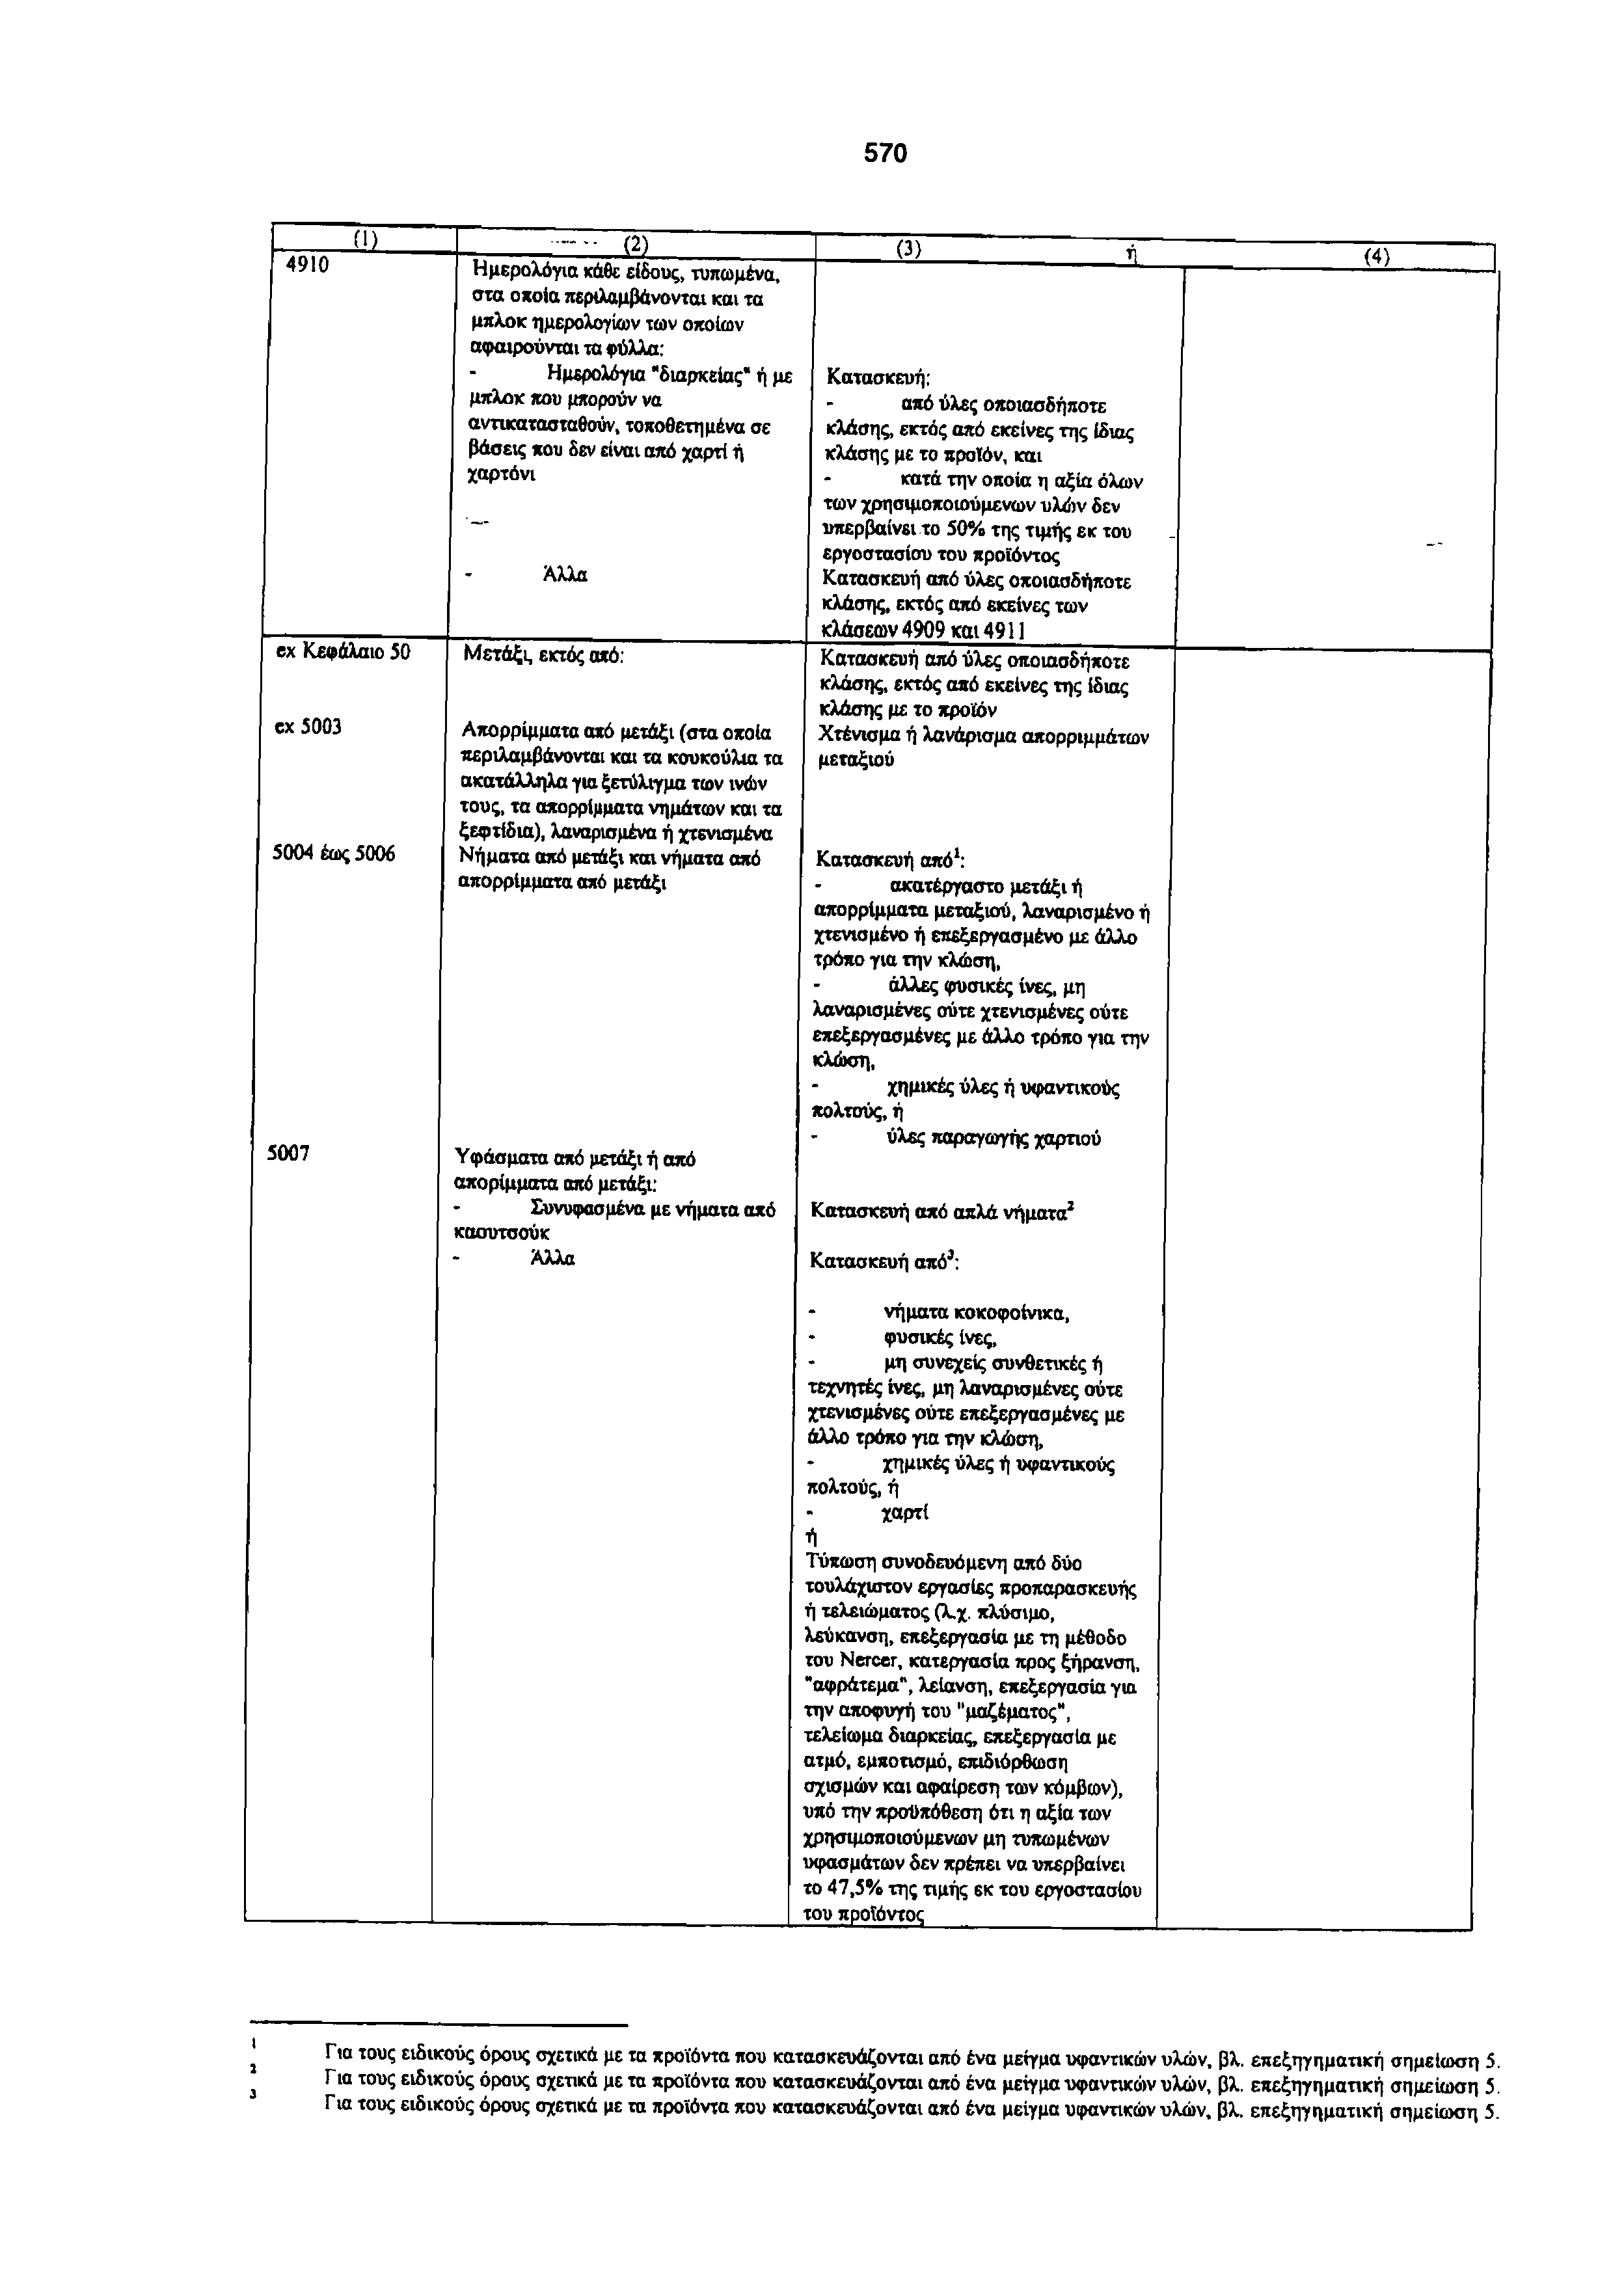 570
(1) (2) (3) ή (4)
4910
Ημερολόγια κάθε είδους, τυπωμένα,
στα οποία περιλαμβάνονται και τα
μπλοκ ημερολογίων των οποίων
αφαιρούνται τα φύλλα:
- Ημερολόγια "διαρκείας" ή με
μπλοκ που μπορούν να
αντικατασταθούν, τοποθετημένα σε
βάσεις που δεν είναι από χαρτί ή
χαρτόνι
Κατασκευή:
- από ύλες οποιασδήποτε
κλάσης, εκτός από εκείνες της ίδιας
κλάσης με το προϊόν, και
- κατά την οποία η αξία όλων
των χρησιμοποιούμενων υλών δεν
υπερβαίνει το 50% της τιμής εκ του
εργοστασίου του προϊόντος
- Άλλα
Κατασκευή από ύλες οποιασδήποτε
κλάσης, εκτός από εκείνες των
κλάσεων 4909 και 4911
ex Κεφάλαιο 50
Μετάξι, εκτός από:
Κατασκευή από ύλες οποιασδήποτε
κλάσης, εκτός από εκείνες της ίδιας
κλάσης με το προϊόν
ex 5003
Απορρίμματα από μετάξι (στα οποία
περιλαμβάνονται και τα κουκούλια τα
ακατάλληλα για ξετύλιγμα των ινών
τους, τα απορρίμματα νημάτων και τα
ξεφτίδια), λαναρισμένα ή χτενισμένα
Χτένισμα ή λανάρισμα απορριμμάτων
μεταξιού
5004 έως 5006
Νήματα από μετάξι και νήματα από
απορρίμματα από μετάξι
Κατασκευή από¹:
- ακατέργαστο μετάξι ή
απορρίμματα μεταξιού, λαναρισμένο ή
χτενισμένο ή επεξεργασμένο με άλλο
τρόπο για την κλώση,
- άλλες φυσικές ίνες, μη
λαναρισμένες ούτε χτενισμένες ούτε
επεξεργασμένες με άλλο τρόπο για την
κλώση,
- χημικές ύλες ή υφαντικούς
πολτούς, ή
- ύλες παραγωγής χαρτιού
5007
Υφάσματα από μετάξι ή από
απορίμματα από μετάξι:
- Συνυφασμένα με νήματα από
καουτσούκ
Κατασκευή από απλά νήματα²
- Άλλα
Κατασκευή από³:
- νήματα κοκοφοίνικα,
- φυσικές ίνες,
- μη συνεχείς συνθετικές ή
τεχνητές ίνες, μη λαναρισμένες ούτε
χτενισμένες ούτε επεξεργασμένες με
άλλο τρόπο για την κλώση,
- χημικές ύλες ή υφαντικούς
πολτούς, ή
- χαρτί
ή
Τύπωση συνοδευόμενη από δύο
τουλάχιστον εργασίες προπαρασκευής
ή τελειώματος (λ.χ. πλύσιμο,
λεύκανση, επεξεργασία με τη μέθοδο
του Nercer, κατεργασία προς ξήρανση,
"αφράτεμα", λείανση, επεξεργασία για
την αποφυγή του "μαζέματος",
τελείωμα διαρκείας, επεξεργασία με
ατμό, εμποτισμό, επιδιόρθωση
σχισμών και αφαίρεση των κόμβων),
υπό την προϋπόθεση ότι η αξία των
χρησιμοποιούμενων μη τυπωμένων
υφασμάτων δεν πρέπει να υπερβαίνει
το 47,5% της τιμής εκ του εργοστασίου
του προϊόντος
¹ Για τους ειδικούς όρους σχετικά με τα προϊόντα που κατασκευάζονται από ένα μείγμα υφαντικών υλών, βλ. επεξηγηματική σημείωση 5.
² Για τους ειδικούς όρους σχετικά με τα προϊόντα που κατασκευάζονται από ένα μείγμα υφαντικών υλών, βλ. επεξηγηματική σημείωση 5.
³ Για τους ειδικούς όρους σχετικά με τα προϊόντα που κατασκευάζονται από ένα μείγμα υφαντικών υλών, βλ. επεξηγηματική σημείωση 5.